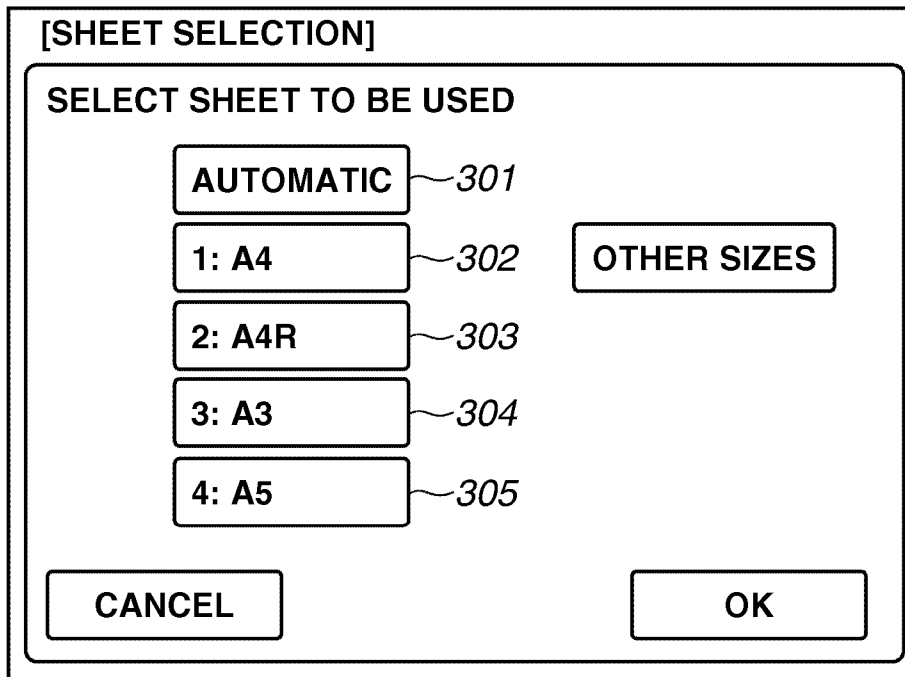 [SHEET SELECTION]
SELECT SHEET TO BE USED
AUTOMATIC 301
1: A4 302 OTHER SIZES
2: A4R 303
3: A3 304
4: A5 305
CANCEL OK